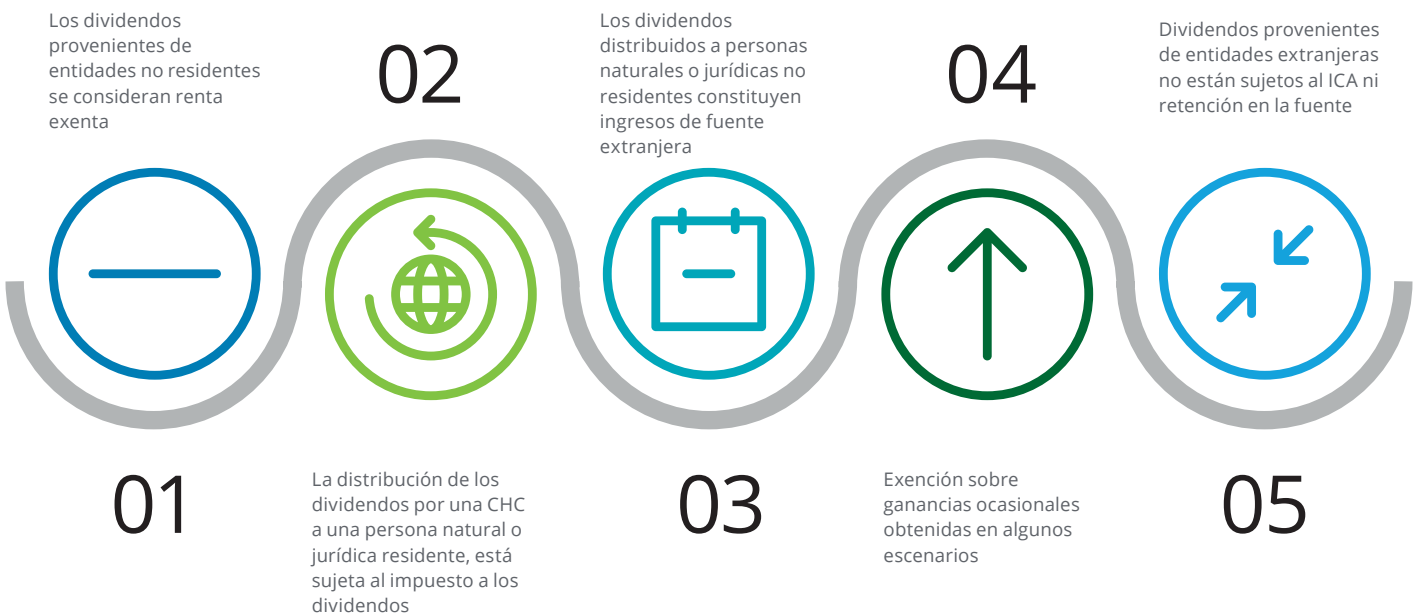 Los dividendos
provenientes de
entidades no residentes
se consideran renta
exenta
01
02
La distribución de los
dividendos por una CHC
a una persona natural o
jurídica residente, está
sujeta al impuesto a los
dividendos
Los dividendos
distribuidos a personas
naturales o jurídicas no
residentes constituyen
ingresos de fuente
extranjera
03
04
Exención sobre
ganancias ocasionales
obtenidas en algunos
escenarios
Dividendos provenientes
de entidades extranjeras
no están sujetos al ICA ni
retención en la fuente
05